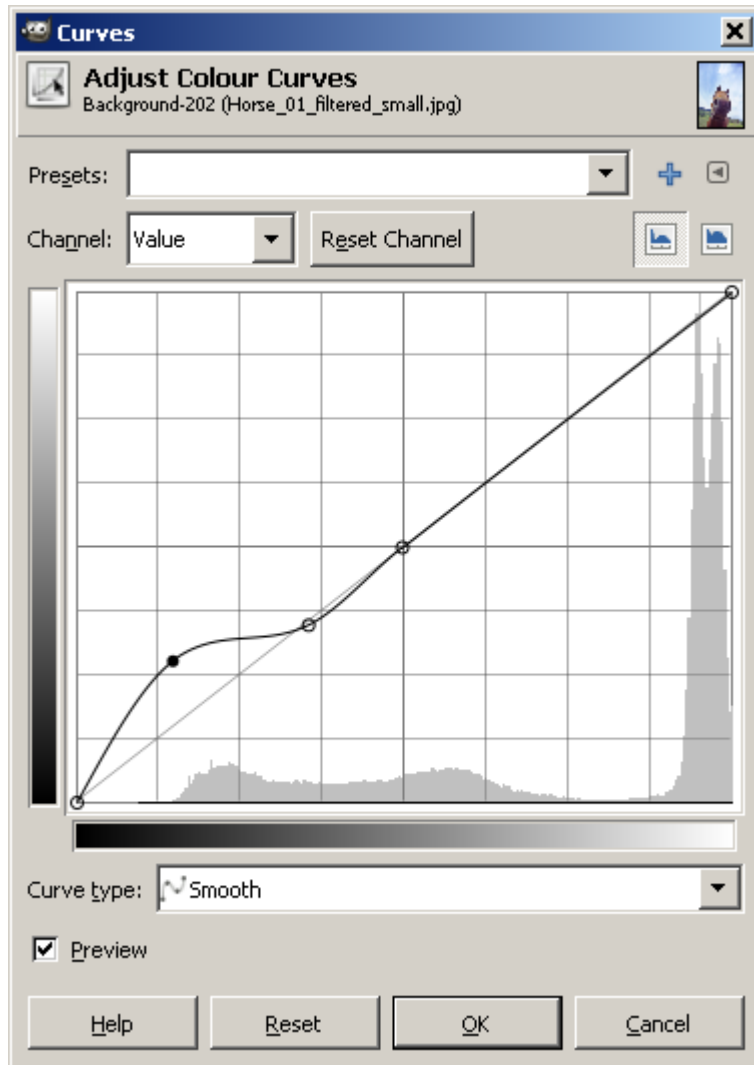 Curves
Adjust Colour Curves
Background-202 (Horse_01_filtered_small.jpg)
Presets:
Channel: Value Reset Channel
Curve type: Smooth
Preview
Help Reset OK Cancel